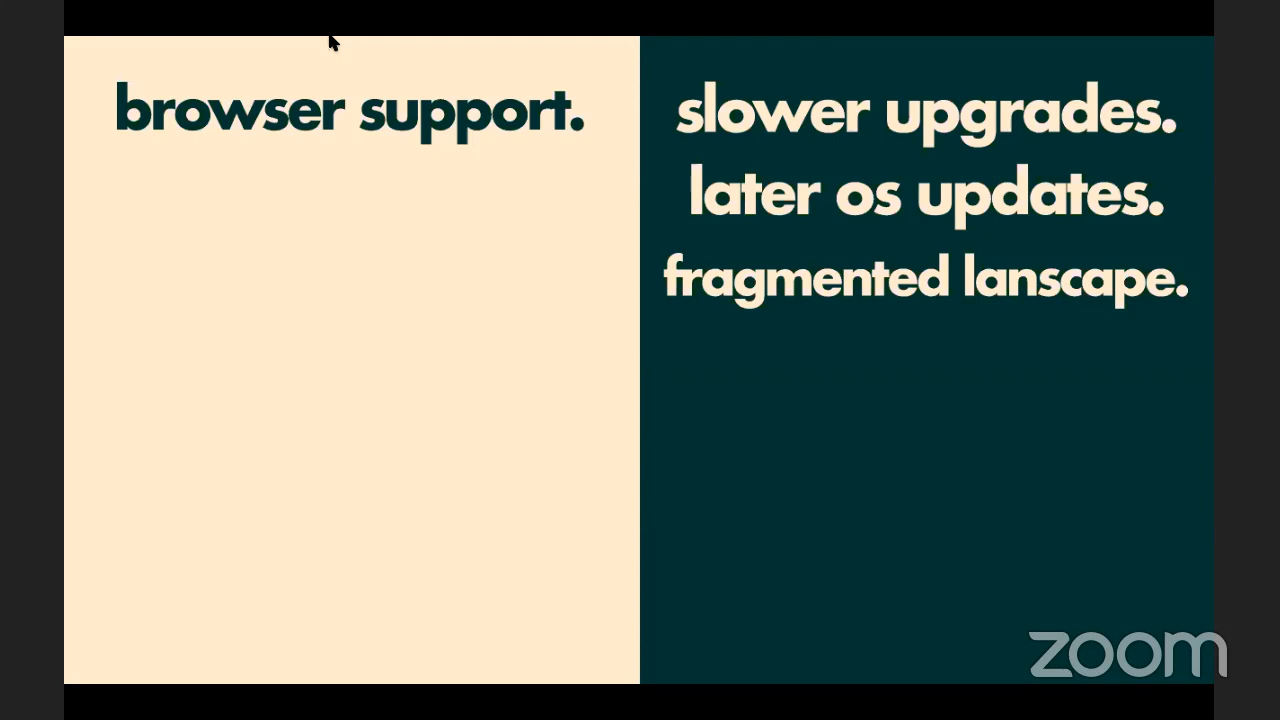 browser support.
slower upgrades.
later os updates.
fragmented lanscape.
zoom